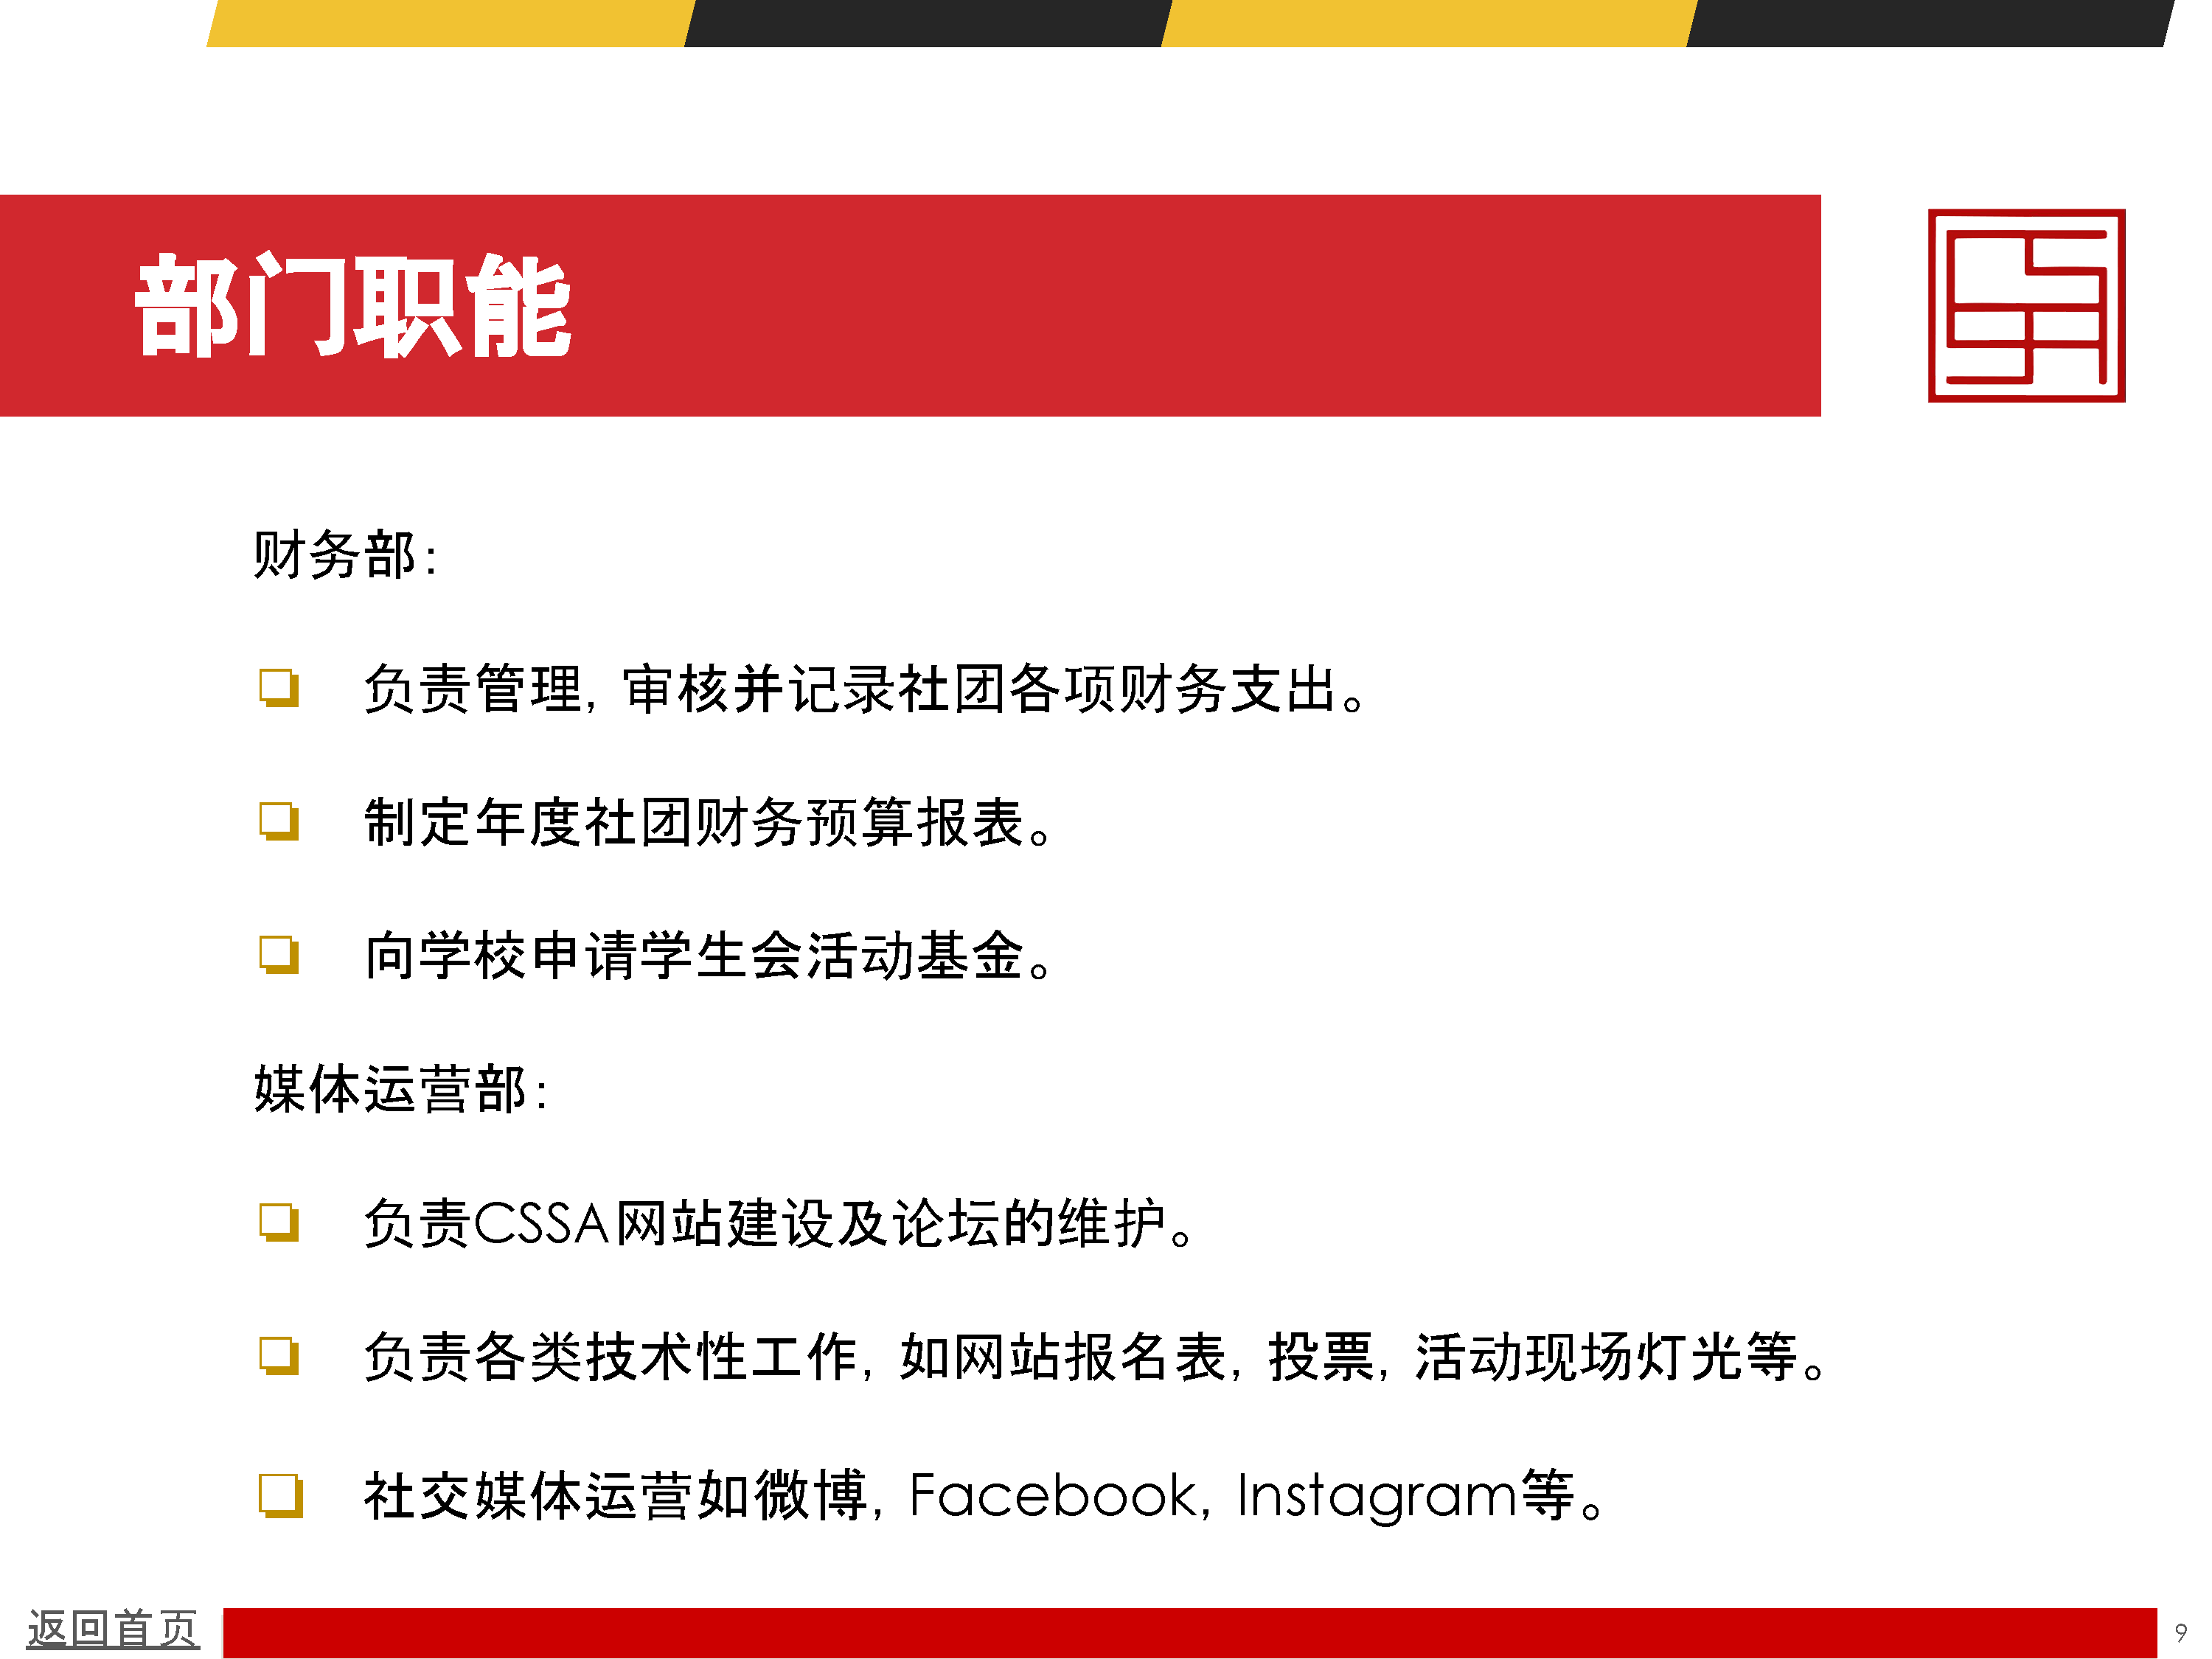 部门职能
财务部:
❏ 负责管理, 审核并记录社团各项财务支出。
❏ 制定年度社团财务预算报表。
❏ 向学校申请学生会活动基金。
媒体运营部:
❏ 负责CSSA网站建设及论坛的维护。
❏ 负责各类技术性工作, 如网站报名表, 投票, 活动现场灯光等。
❏ 社交媒体运营如微博, Facebook, Instagram等。
返回首页
9